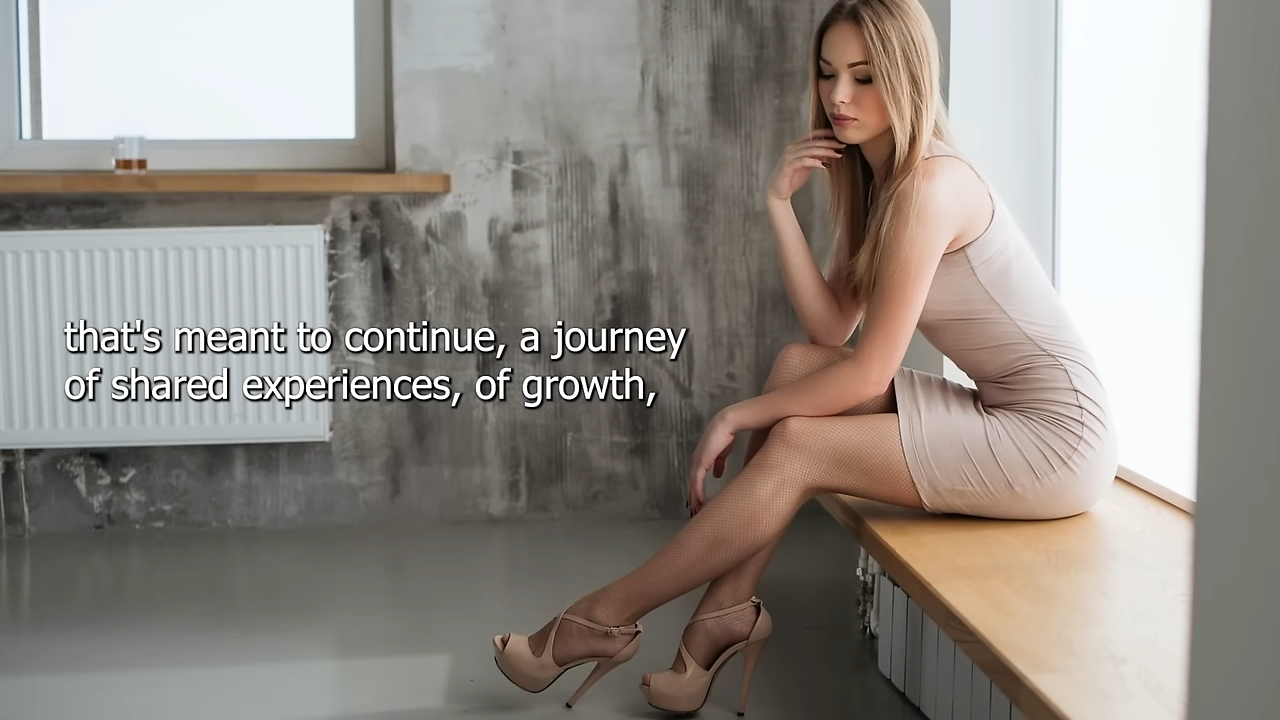 that's meant to continue, a journey
of shared experiences, of growth,